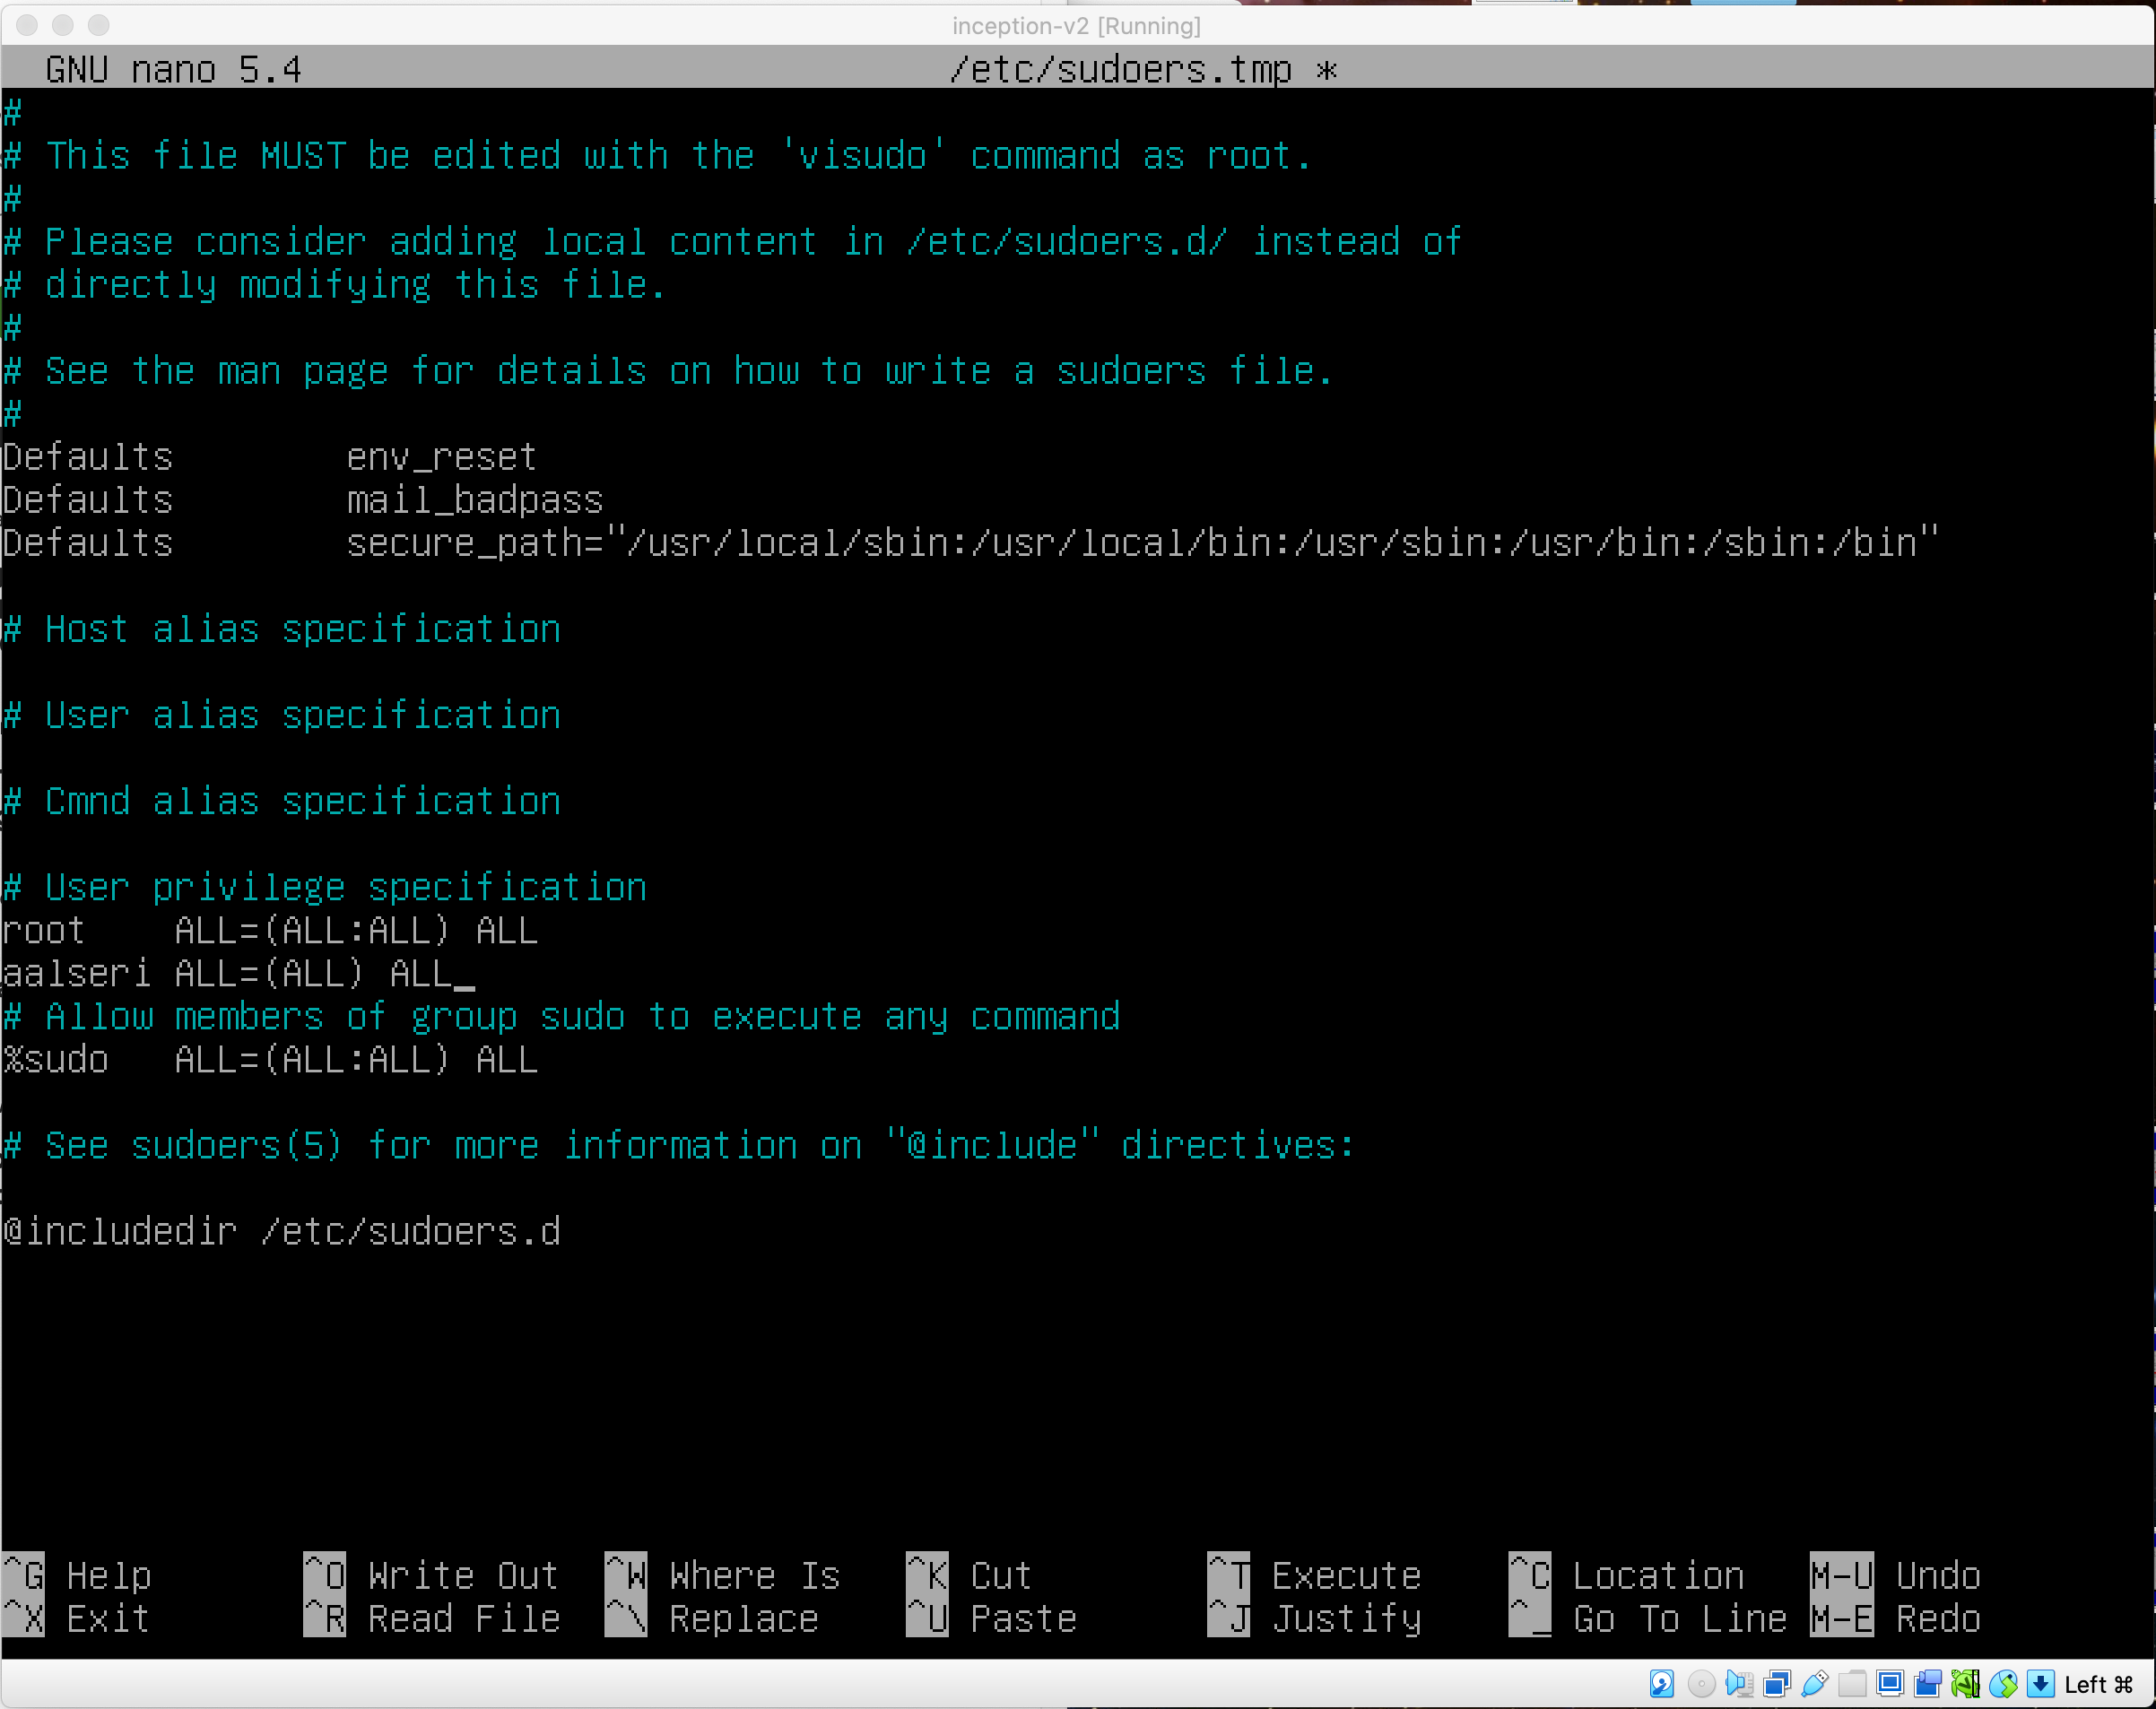 inception-v2 [Running]
GNU nano 5.4 /etc/sudoers.tmp *
#
# This file MUST be edited with the 'visudo' command as root.
#
# Please consider adding local content in /etc/sudoers.d/ instead of
# directly modifying this file.
#
# See the man page for details on how to write a sudoers file.
#
Defaults env_reset
Defaults mail_badpass
Defaults secure_path="/usr/local/sbin:/usr/local/bin:/usr/sbin:/usr/bin:/sbin:/bin"
# Host alias specification
# User alias specification
# Cmnd alias specification
# User privilege specification
root ALL=(ALL:ALL) ALL
aalseri ALL=(ALL) ALL
# Allow members of group sudo to execute any command
%sudo ALL=(ALL:ALL) ALL
# See sudoers(5) for more information on "@include" directives:
@includedir /etc/sudoers.d
^G Help ^O Write Out ^W Where Is ^K Cut ^T Execute ^C Location M-U Undo
^X Exit ^R Read File ^\ Replace ^U Paste ^J Justify ^_ Go To Line M-E Redo
Left ⌘